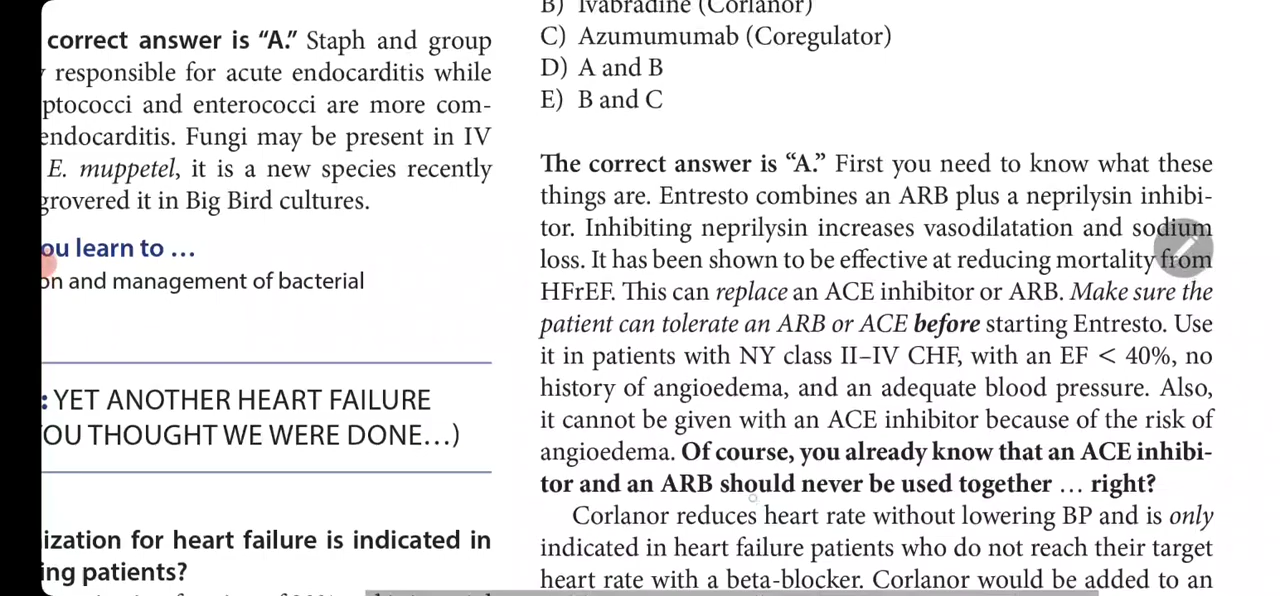 correct answer is “A.” Staph and group
responsible for acute endocarditis while
ptococci and enterococci are more com-
endocarditis. Fungi may be present in IV
E. muppetel, it is a new species recently
grovered it in Big Bird cultures.
ou learn to …
on and management of bacterial
: YET ANOTHER HEART FAILURE
OU THOUGHT WE WERE DONE…)
ization for heart failure is indicated in
ing patients?
B) Ivabradine (Corlanor)
C) Azumumumab (Coregulator)
D) A and B
E) B and C
The correct answer is “A.” First you need to know what these
things are. Entresto combines an ARB plus a neprilysin inhibi-
tor. Inhibiting neprilysin increases vasodilatation and sodium
loss. It has been shown to be effective at reducing mortality from
HFrEF. This can replace an ACE inhibitor or ARB. Make sure the
patient can tolerate an ARB or ACE before starting Entresto. Use
it in patients with NY class II–IV CHF, with an EF < 40%, no
history of angioedema, and an adequate blood pressure. Also,
it cannot be given with an ACE inhibitor because of the risk of
angioedema. Of course, you already know that an ACE inhibi-
tor and an ARB should never be used together … right?
Corlanor reduces heart rate without lowering BP and is only
indicated in heart failure patients who do not reach their target
heart rate with a beta-blocker. Corlanor would be added to an